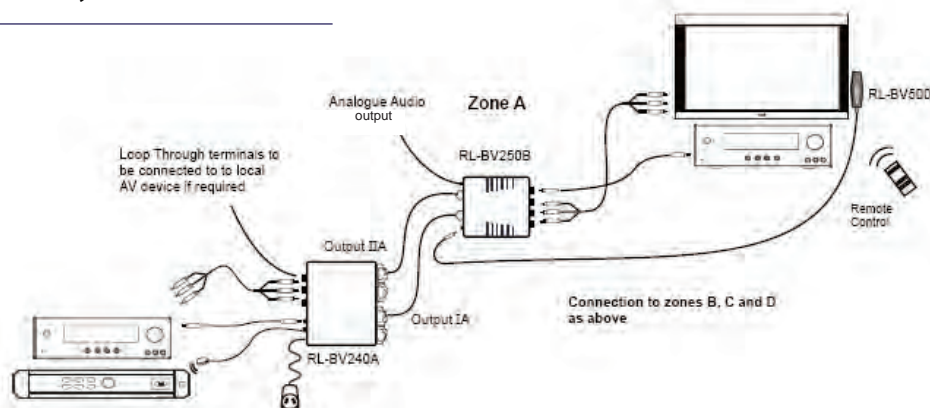 Analogue Audio
output
Zone A
RL-BV500
RL-BV250B
Loop Through terminals to
be connected to to local
AV device if required
Remote
Control
Output IIA
Output IA
Connection to zones B, C and D
as above
RL-BV240A